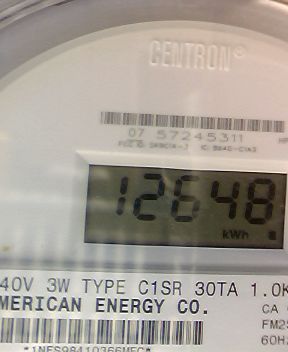 CENTRON®
07 57245311
12648
kWh
40V 3W TYPE C1SR 30TA 1.0K
MERICAN ENERGY CO.
CA
FM2S
60H